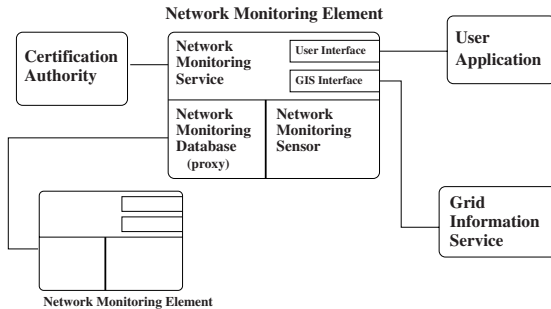 Network Monitoring Element
Certification
Authority
Network
Monitoring
Service
User Interface
GIS Interface
User
Application
Network
Monitoring
Database
(proxy)
Network
Monitoring
Sensor
Grid
Information
Service
Network Monitoring Element